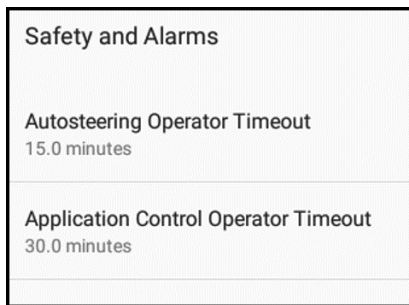 Safety and Alarms
Autosteering Operator Timeout
15.0 minutes
Application Control Operator Timeout
30.0 minutes